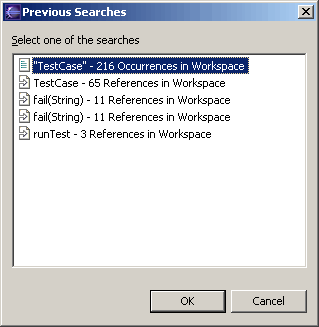 Previous Searches
Select one of the searches
"TestCase" - 216 Occurrences in Workspace
TestCase - 65 References in Workspace
fail(String) - 11 References in Workspace
fail(String) - 11 References in Workspace
runTest - 3 References in Workspace
OK
Cancel